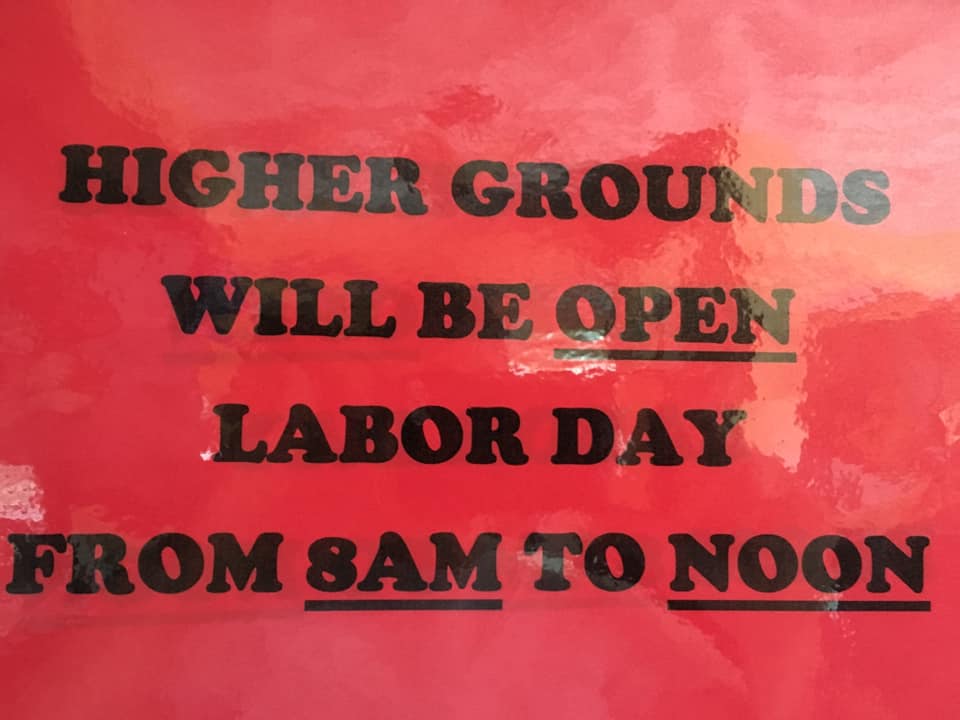 HIGHER GROUNDS
WILL BE OPEN
LABOR DAY
FROM 8AM TO NOON